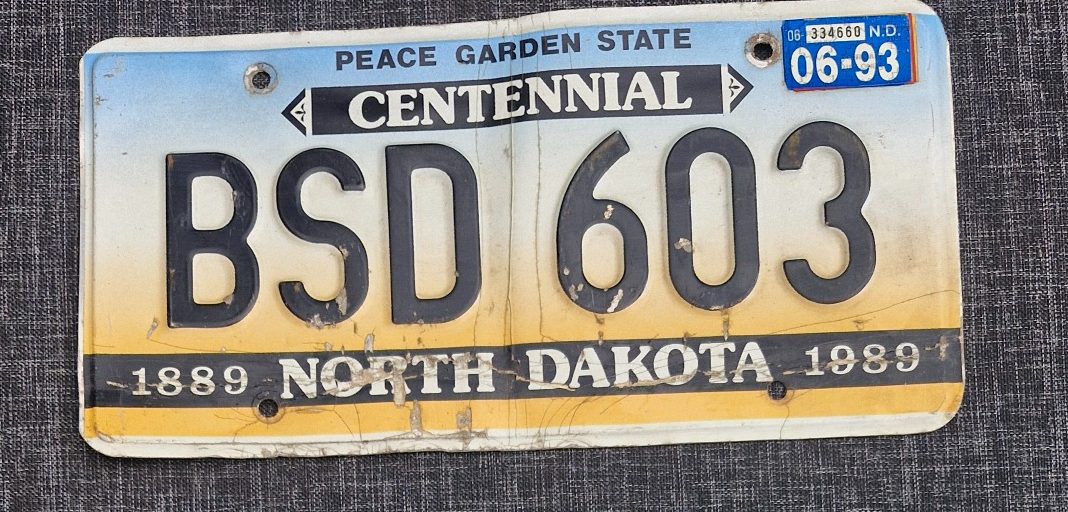 PEACE GARDEN STATE
06- 334660 N.D.
06-93
CENTENNIAL
BSD 603
1889 NORTH DAKOTA 1989